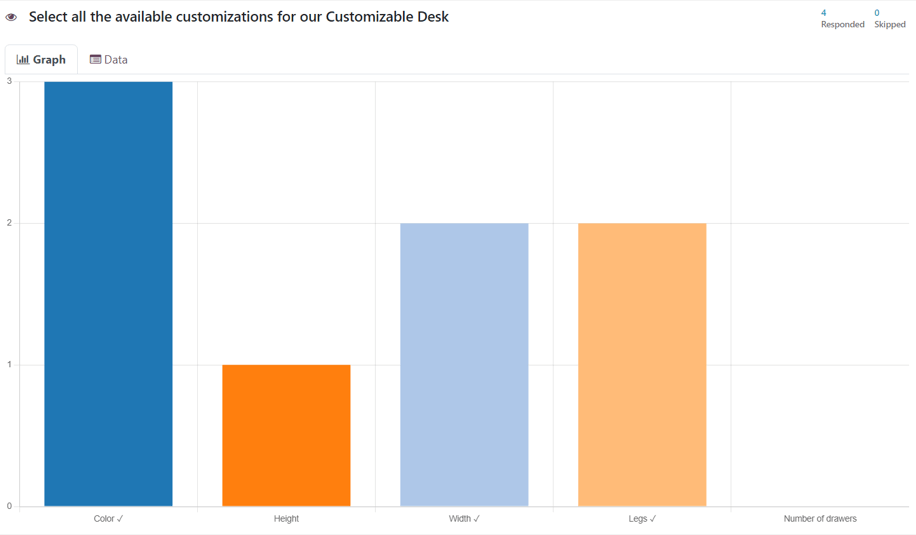 Select all the available customizations for our Customizable Desk
4 0
Responded Skipped
Graph Data
3
2
1
0
Color ✓ Height Width ✓ Legs ✓ Number of drawers